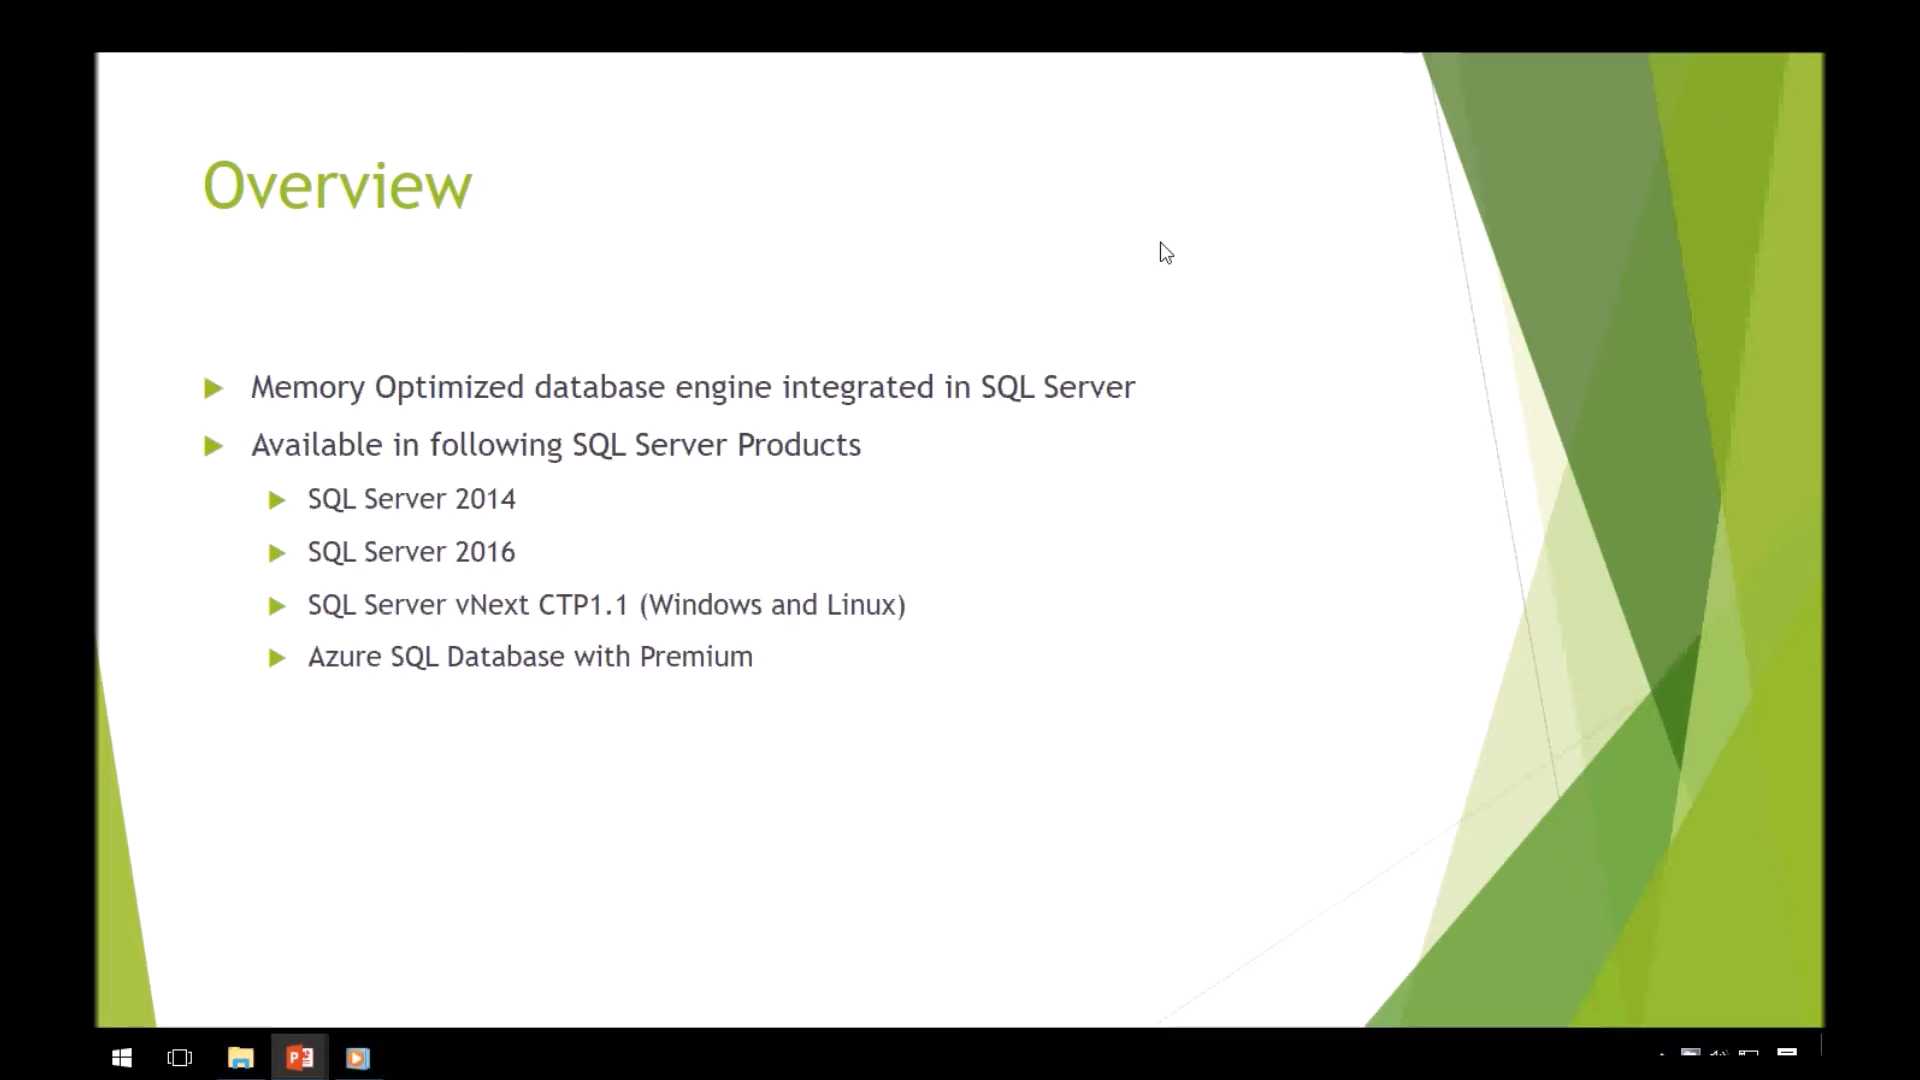 Overview
Memory Optimized database engine integrated in SQL Server
Available in following SQL Server Products
SQL Server 2014
SQL Server 2016
SQL Server vNext CTP1.1 (Windows and Linux)
Azure SQL Database with Premium